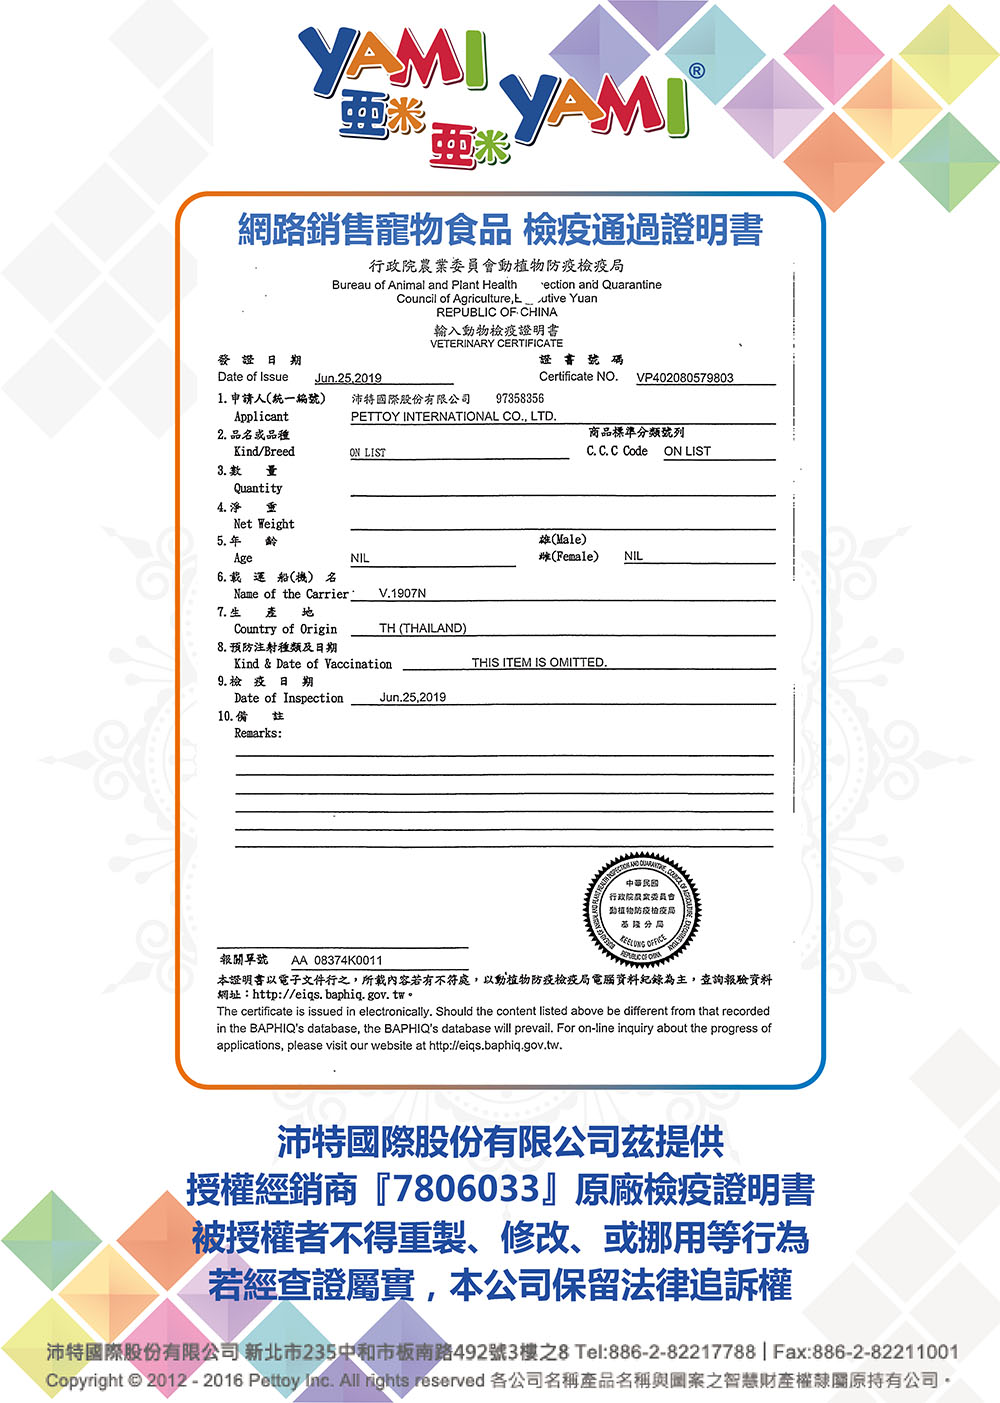 YAMI
亜米
YAMI®
亜米
網路銷售寵物食品 檢疫通過證明書
行政院農業委員會動植物防疫檢疫局
Bureau of Animal and Plant Health ection and Quarantine
Council of Agriculture, utive Yuan
REPUBLIC OF CHINA
輸入動物檢疫證明書
VETERINARY CERTIFICATE
發證日期 證書號碼
Date of Issue Jun.25,2019 Certificate NO. VP402080579803
1.申請人(統一編號) 沛特國際股份有限公司 97358356
Applicant PETTOY INTERNATIONAL CO., LTD.
2.品名或品種 商品標準分類號列
Kind/Breed ON LIST C.C.C Code ON LIST
3.數量
Quantity
4.淨重
Net Weight
5.年齡 雄(Male)
Age NIL 雌(Female) NIL
6.載運船(機)名
Name of the Carrier V.1907N
7.生產地
Country of Origin TH (THAILAND)
8.預防注射種類及日期
Kind & Date of Vaccination THIS ITEM IS OMITTED.
9.檢疫日期
Date of Inspection Jun.25,2019
10.備註
Remarks:
中華民國
行政院農業委員會
動植物防疫檢疫局
基隆分局
KEELUNG OFFICE
REPUBLIC OF CHINA
報關單號 AA 08374K0011
本證明書以電子文件行之，所載內容若有不符處，以動植物防疫檢疫局電腦資料紀錄為主，查詢報驗資料
網址：http://eiqs.baphiq.gov.tw。
The certificate is issued in electronically. Should the content listed above be different from that recorded
in the BAPHIQ's database, the BAPHIQ's database will prevail. For on-line inquiry about the progress of
applications, please visit our website at http://eiqs.baphiq.gov.tw.
沛特國際股份有限公司茲提供
授權經銷商『7806033』原廠檢疫證明書
被授權者不得重製、修改、或挪用等行為
若經查證屬實，本公司保留法律追訴權
沛特國際股份有限公司 新北市235中和市板南路492號3樓之8 Tel:886-2-82217788 | Fax:886-2-82211001
Copyright © 2012 - 2016 Pettoy Inc. All rights reserved 各公司名稱產品名稱與圖案之智慧財產權隸屬原持有公司。